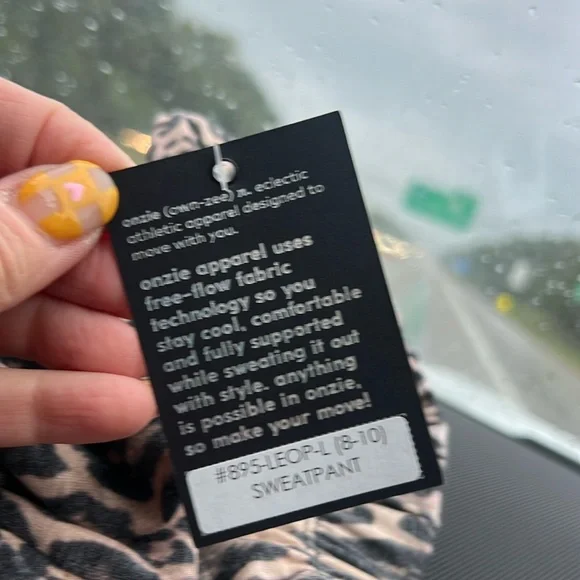 onzie (own-zee) n. eclectic
athletic apparel designed to
move with you.
onzie apparel uses
free-flow fabric
technology so you
stay cool, comfortable
and fully supported
while sweating it out
with style. anything
is possible in onzie,
so make your move!
#89S-LEOP-L (8-10)
SWEATPANT